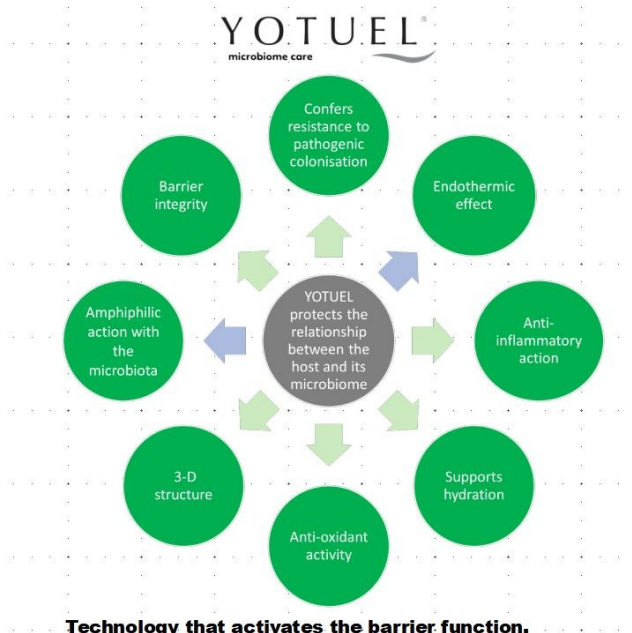 YOTUEL®
microbiome care
Confers
resistance to
pathogenic
colonisation
Endothermic
effect
Anti-
inflammatory
action
Supports
hydration
Anti-oxidant
activity
3-D
structure
Amphiphilic
action with
the
microbiota
Barrier
integrity
YOTUEL
protects the
relationship
between the
host and its
microbiome
Technology that activates the barrier function.